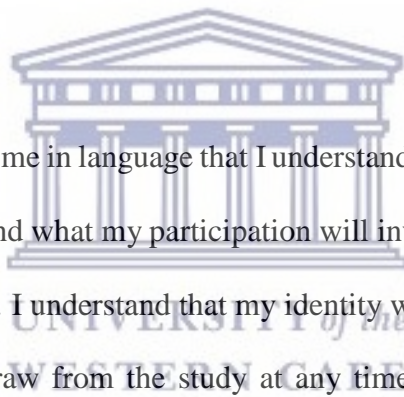 me in language that I understand
nd what my participation will in
. I understand that my identity w
UNIVERSITY of the
raw from the study at any time
WESTERN CAPE